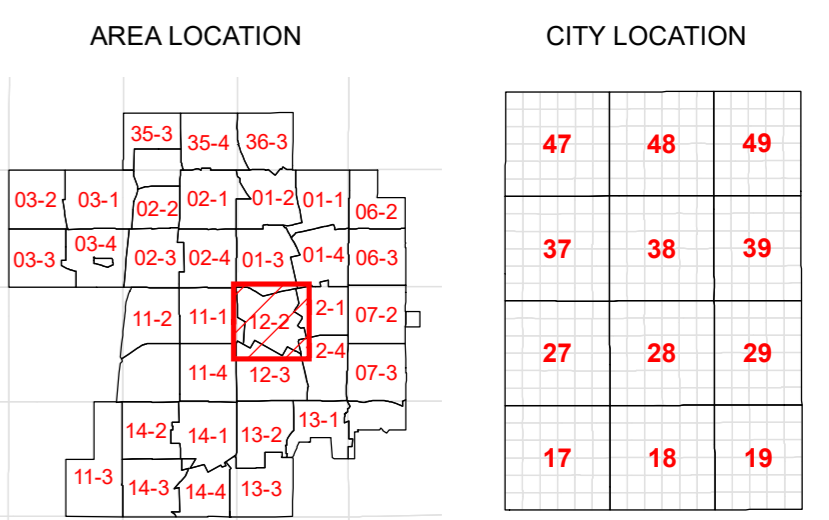 AREA LOCATION
CITY LOCATION
35-3 35-4 36-3
03-2 03-1 02-2 02-1 01-2 01-1 06-2
03-3 03-4 02-3 02-4 01-3 01-4 06-3
11-2 11-1 12-2 2-1 07-2
11-4 12-3 2-4 07-3
14-2 14-1 13-2 13-1
11-3 14-3 14-4 13-3
47 48 49
37 38 39
27 28 29
17 18 19